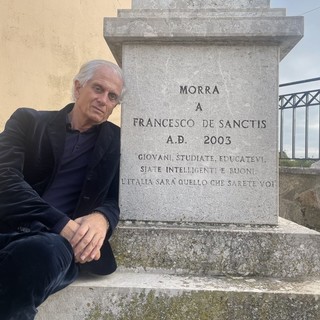 MORRA
A
FRANCESCO DE SANCTIS
A.D. 2003
GIOVANI, STUDIATE, EDUCATEVI,
SIATE INTELLIGENTI E BUONI.
L'ITALIA SARÀ QUELLO CHE SARETE VOI